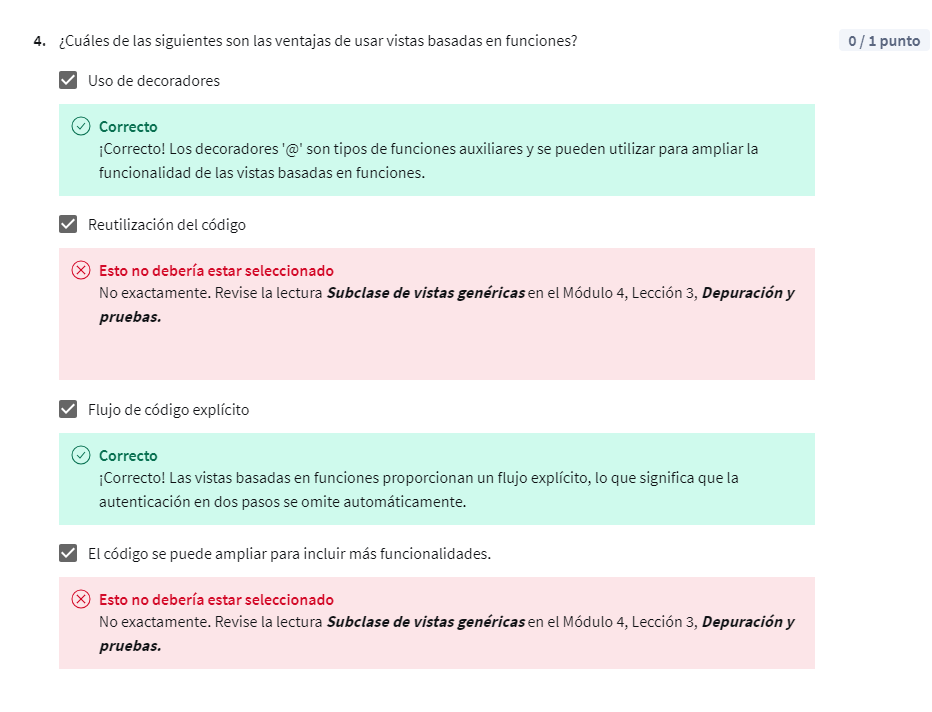 4. ¿Cuáles de las siguientes son las ventajas de usar vistas basadas en funciones?
0 / 1 punto
Uso de decoradores
Correcto
¡Correcto! Los decoradores '@' son tipos de funciones auxiliares y se pueden utilizar para ampliar la
funcionalidad de las vistas basadas en funciones.
Reutilización del código
Esto no debería estar seleccionado
No exactamente. Revise la lectura Subclase de vistas genéricas en el Módulo 4, Lección 3, Depuración y
pruebas.
Flujo de código explícito
Correcto
¡Correcto! Las vistas basadas en funciones proporcionan un flujo explícito, lo que significa que la
autenticación en dos pasos se omite automáticamente.
El código se puede ampliar para incluir más funcionalidades.
Esto no debería estar seleccionado
No exactamente. Revise la lectura Subclase de vistas genéricas en el Módulo 4, Lección 3, Depuración y
pruebas.